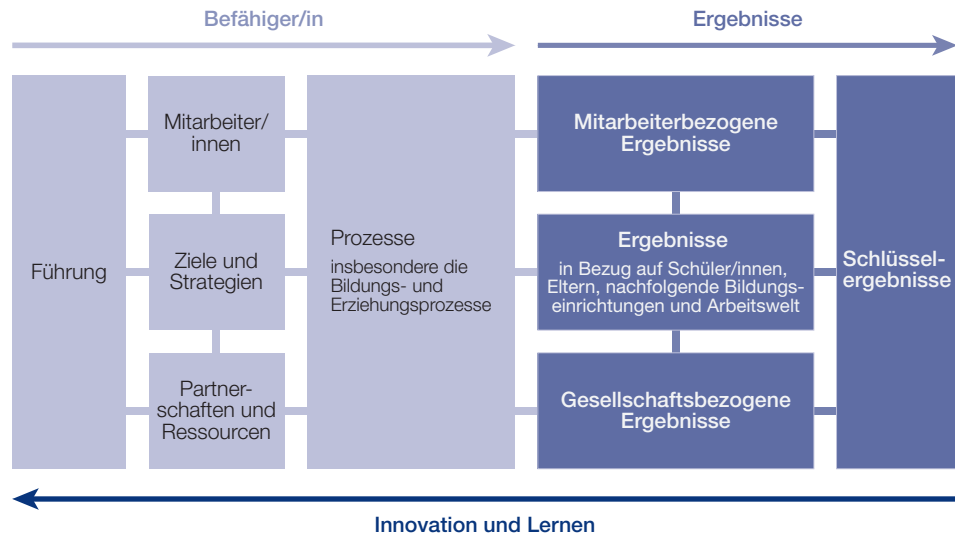 Befähiger/in
Ergebnisse
Führung
Mitarbeiter/
innen
Ziele und
Strategien
Partner-
schaften und
Ressourcen
Prozesse
insbesondere die
Bildungs- und
Erziehungsprozesse
Mitarbeiterbezogene
Ergebnisse
Ergebnisse
in Bezug auf Schüler/innen,
Eltern, nachfolgende Bildungs-
einrichtungen und Arbeitswelt
Gesellschaftsbezogene
Ergebnisse
Schlüssel-
ergebnisse
Innovation und Lernen